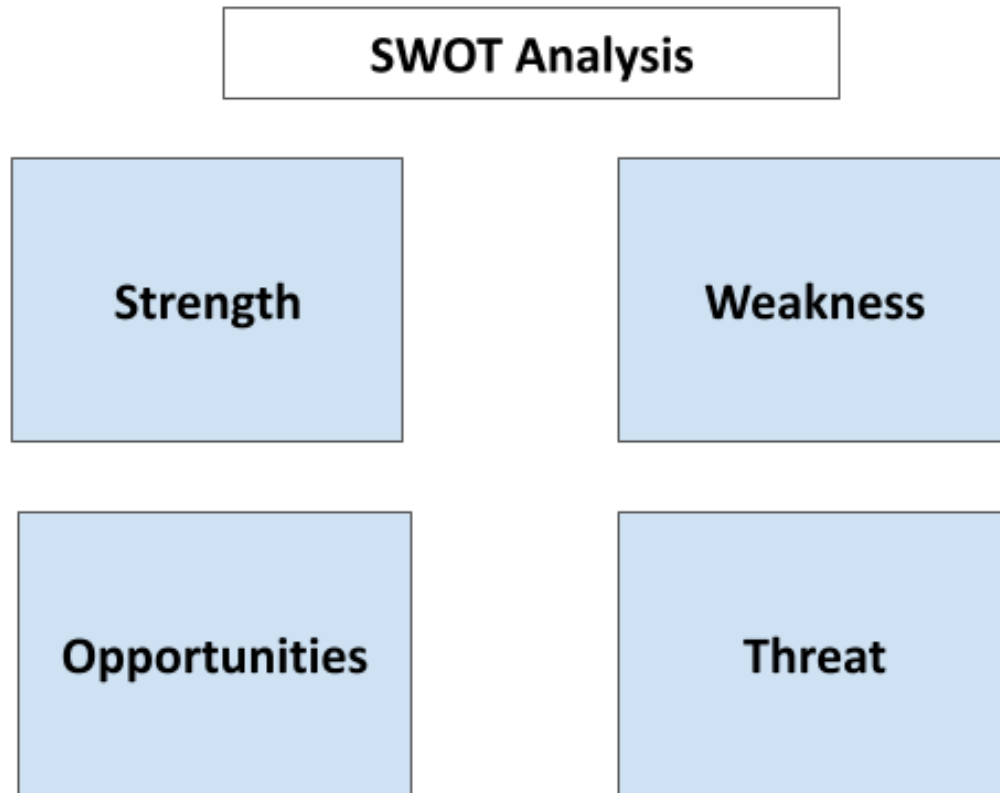 SWOT Analysis
Strength
Weakness
Opportunities
Threat